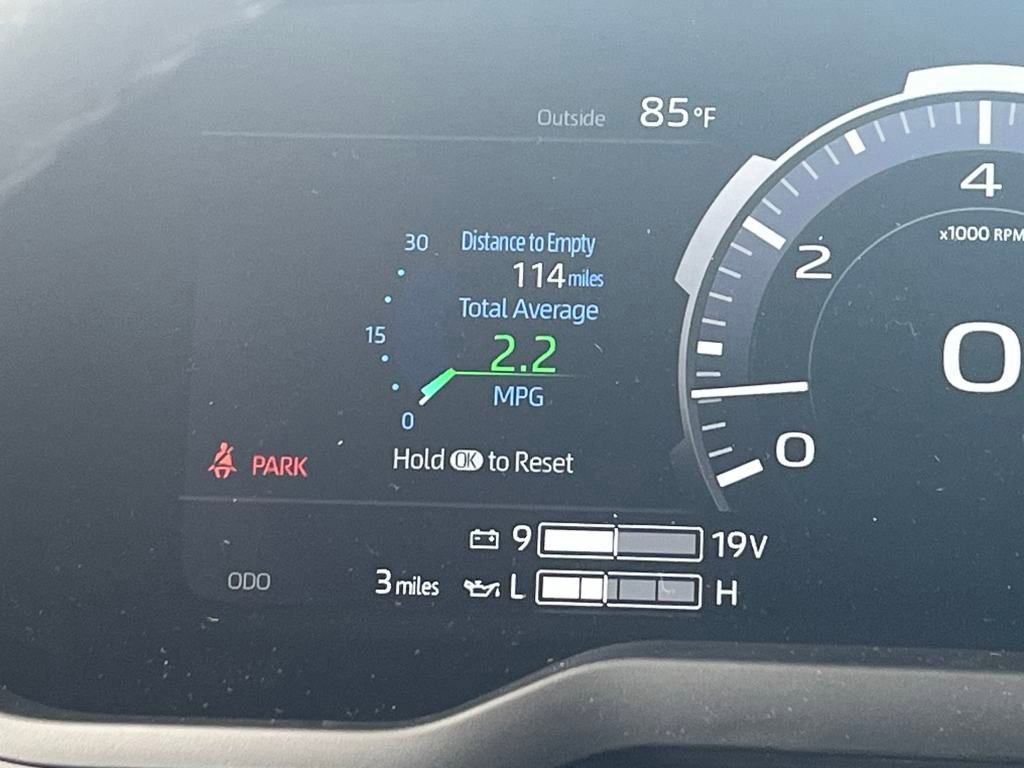 Outside 85°F
30 Distance to Empty
114 miles
Total Average
15
2.2
MPG
0
Hold OK to Reset
PARK
9 19V
ODO 3 miles L H
4
x1000 RPM
2
0
0